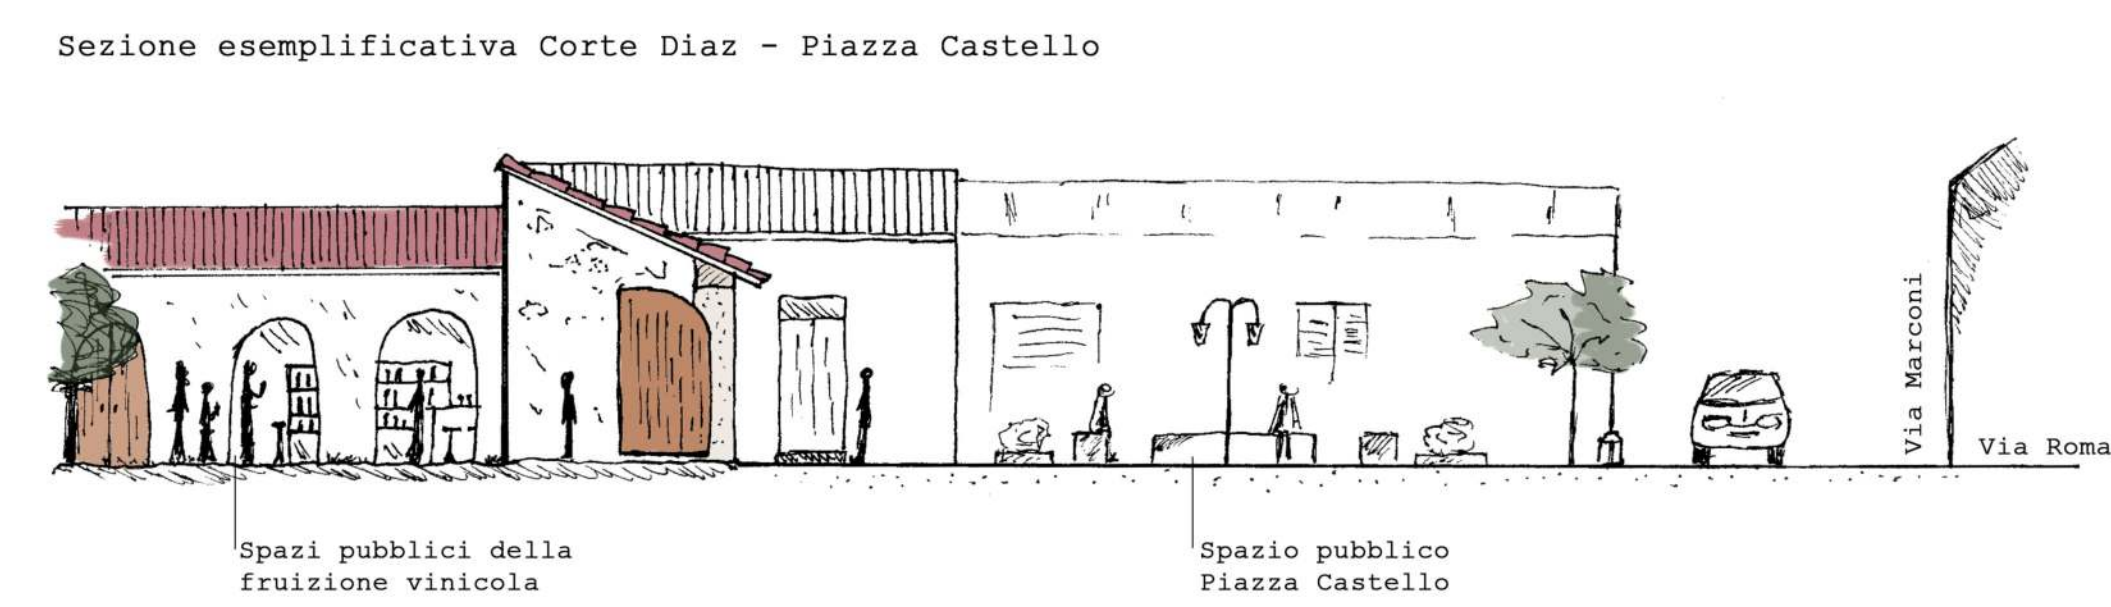 Sezione esemplificativa Corte Diaz - Piazza Castello
Via Marconi
Via Roma
Spazi pubblici della
fruizione vinicola
Spazio pubblico
Piazza Castello